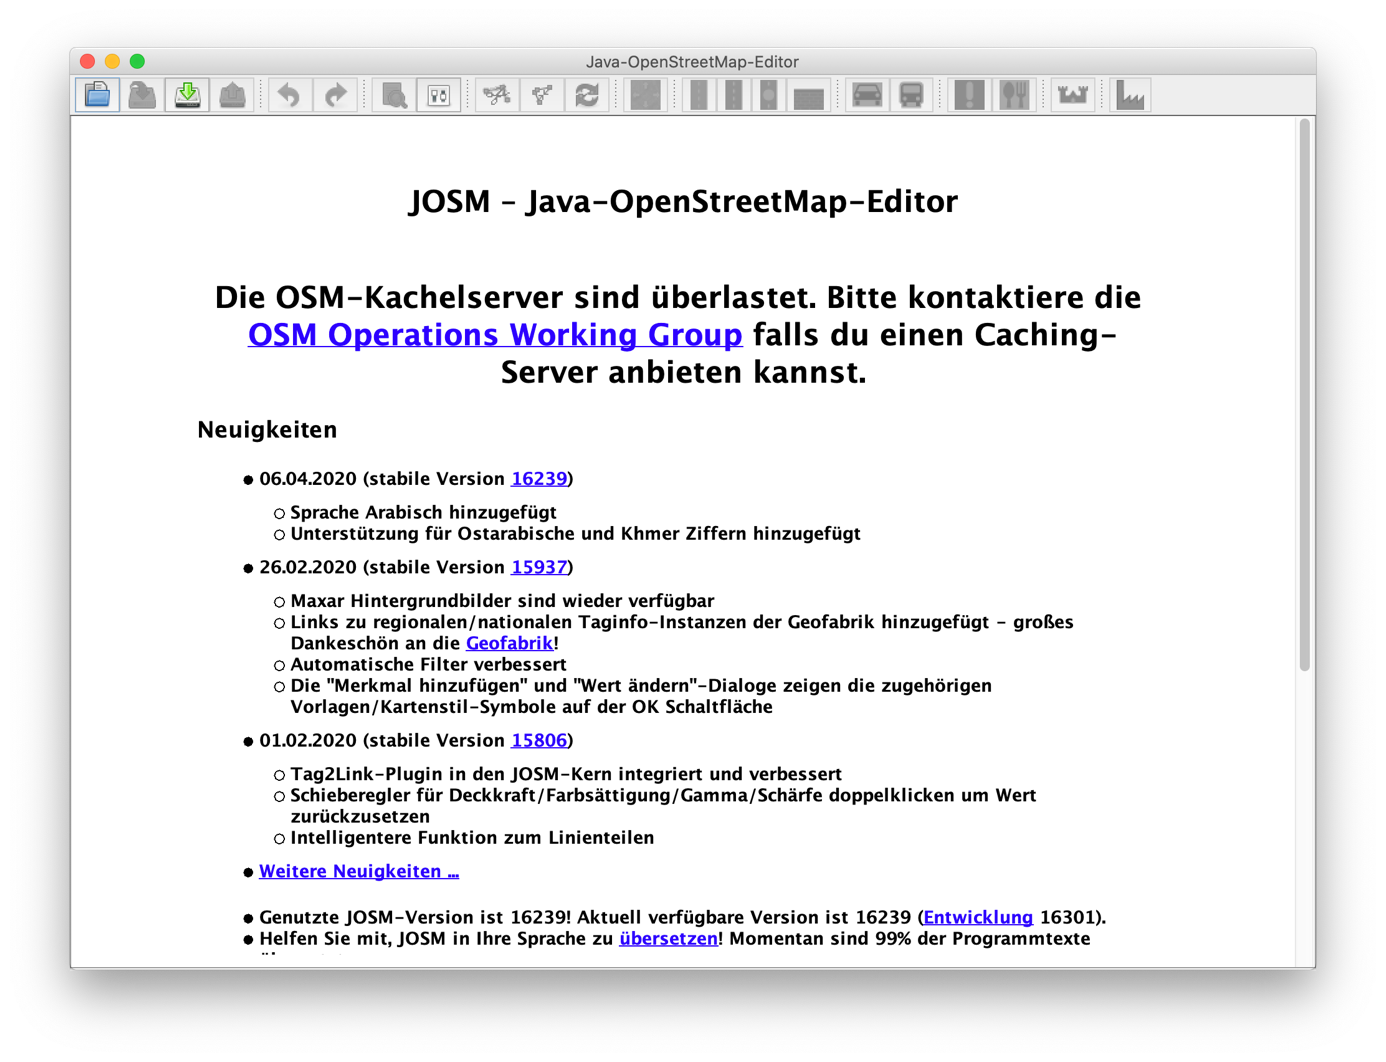 Java-OpenStreetMap-Editor
JOSM – Java-OpenStreetMap-Editor
Die OSM-Kachelserver sind überlastet. Bitte kontaktiere die
OSM Operations Working Group falls du einen Caching-
Server anbieten kannst.
Neuigkeiten
● 06.04.2020 (stabile Version 16239)
○ Sprache Arabisch hinzugefügt
○ Unterstützung für Ostarabische und Khmer Ziffern hinzugefügt
● 26.02.2020 (stabile Version 15937)
○ Maxar Hintergrundbilder sind wieder verfügbar
○ Links zu regionalen/nationalen Taginfo-Instanzen der Geofabrik hinzugefügt – großes
Dankeschön an die Geofabrik!
○ Automatische Filter verbessert
○ Die "Merkmal hinzufügen" und "Wert ändern"-Dialoge zeigen die zugehörigen
Vorlagen/Kartenstil-Symbole auf der OK Schaltfläche
● 01.02.2020 (stabile Version 15806)
○ Tag2Link-Plugin in den JOSM-Kern integriert und verbessert
○ Schieberegler für Deckkraft/Farbsättigung/Gamma/Schärfe doppelklicken um Wert
zurückzusetzen
○ Intelligentere Funktion zum Linienteilen
● Weitere Neuigkeiten ...
● Genutzte JOSM-Version ist 16239! Aktuell verfügbare Version ist 16239 (Entwicklung 16301).
● Helfen Sie mit, JOSM in Ihre Sprache zu übersetzen! Momentan sind 99% der Programmtexte